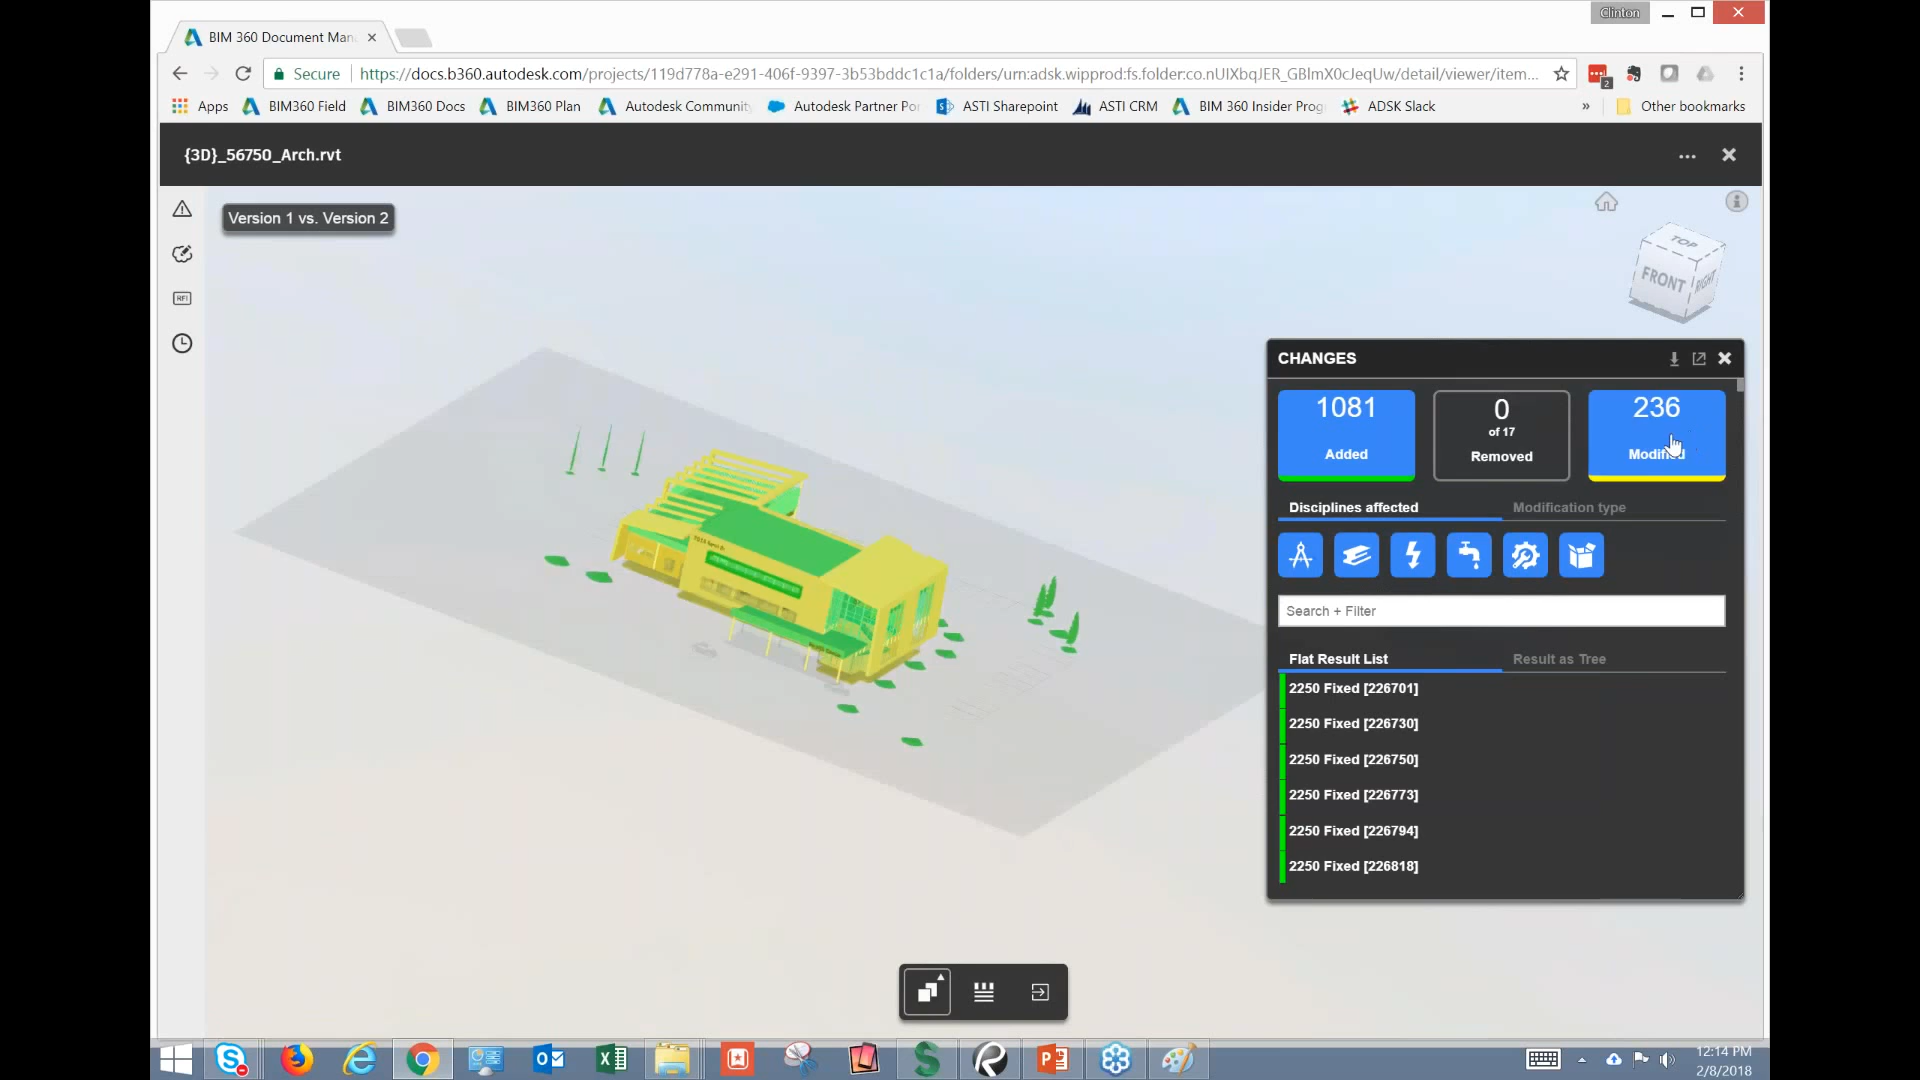 Clinton
BIM 360 Document Man
Secure
https://docs.b360.autodesk.com/projects/119d778a-e291-406f-9397-3b53bddc1c1a/folders/urn:adsk.wipprod:fs.folder:co.nUIXbqJER_GBlmX0cJeqUw/detail/viewer/item...
2
Apps BIM360 Field BIM360 Docs BIM360 Plan Autodesk Community Autodesk Partner Por ASTI Sharepoint ASTI CRM BIM 360 Insider Prog ADSK Slack » Other bookmarks
{3D}_56750_Arch.rvt
Version 1 vs. Version 2
RFI
TOP
FRONT
RIGHT
CHANGES
1081
Added
0
of 17
Removed
236
Modified
Disciplines affected Modification type
Search + Filter
Flat Result List Result as Tree
2250 Fixed [226701]
2250 Fixed [226730]
2250 Fixed [226750]
2250 Fixed [226773]
2250 Fixed [226794]
2250 Fixed [226818]
12:14 PM
2/8/2018